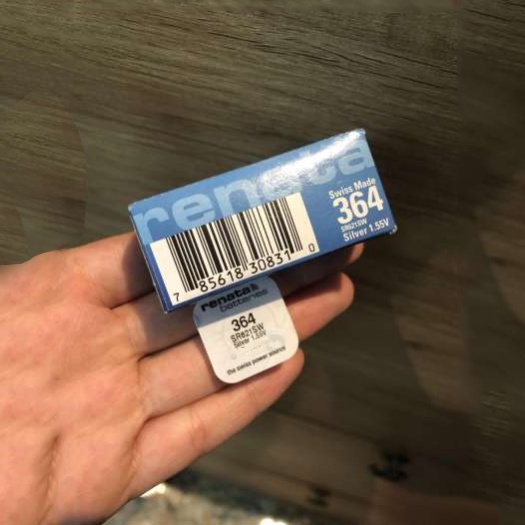 renata
Swiss Made
364
SR621SW
Silver 1.55V
7 85618 30831 0
renata
batteries
364
SR621SW
Silver 1.55V
the swiss power source